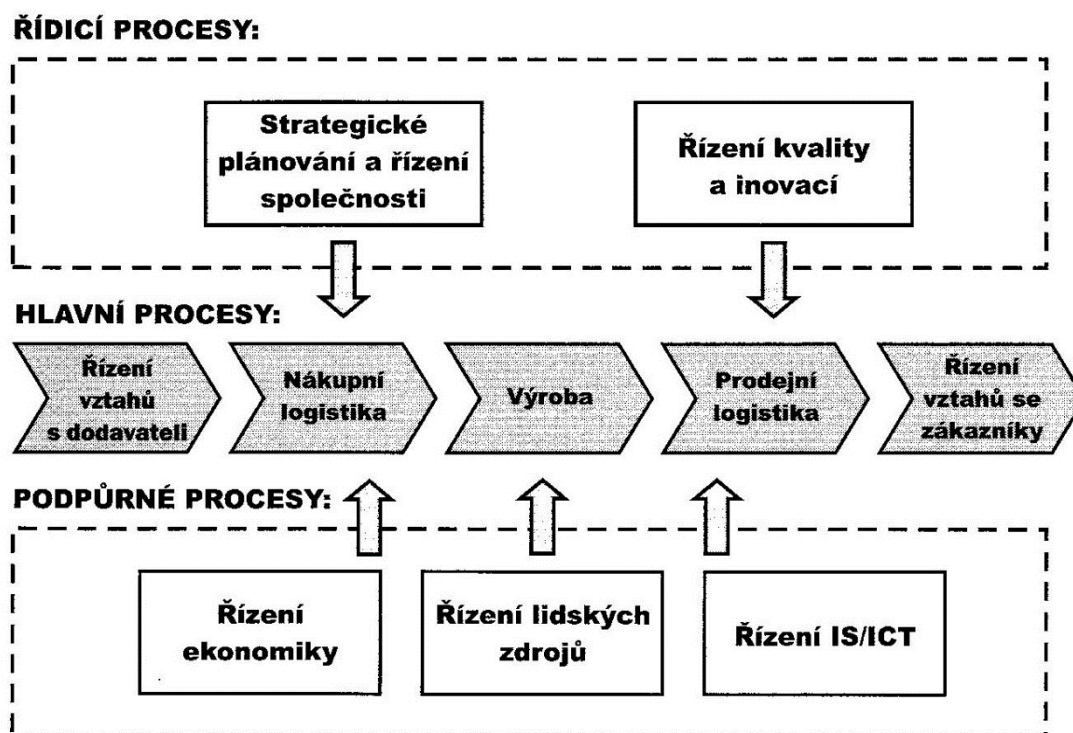 ŘÍDICÍ PROCESY:
Strategické
plánování a řízení
společnosti
Řízení kvality
a inovací
HLAVNÍ PROCESY:
Řízení
vztahů
s dodavateli
Nákupní
logistika
Výroba
Prodejní
logistika
Řízení
vztahů se
zákazníky
PODPŮRNÉ PROCESY:
Řízení
ekonomiky
Řízení lidských
zdrojů
Řízení IS/ICT